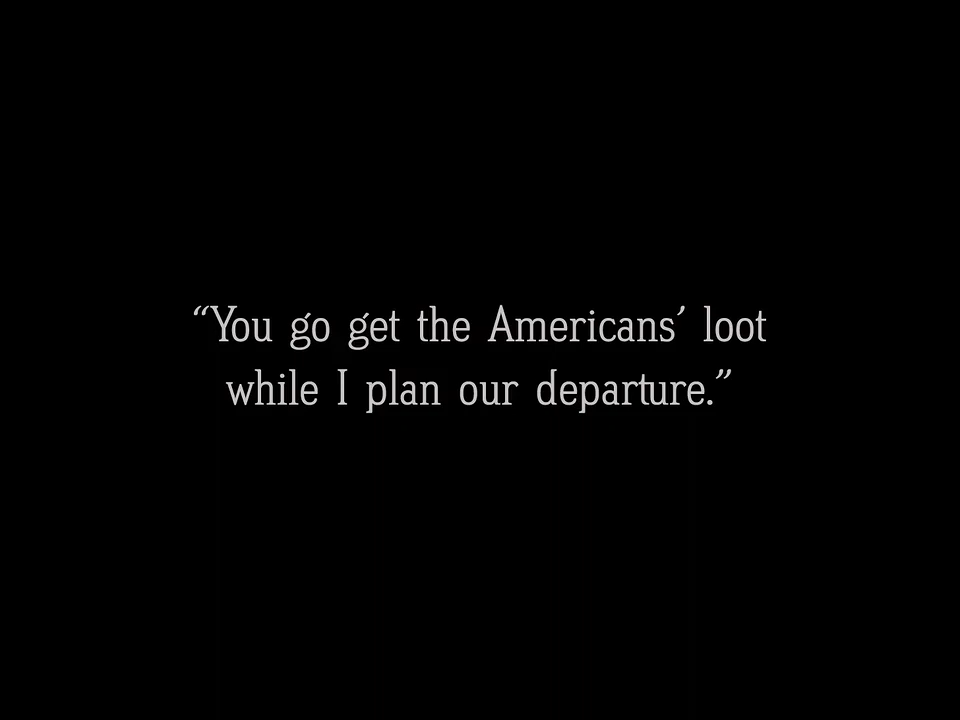 “You go get the Americans’ loot
while I plan our departure.”